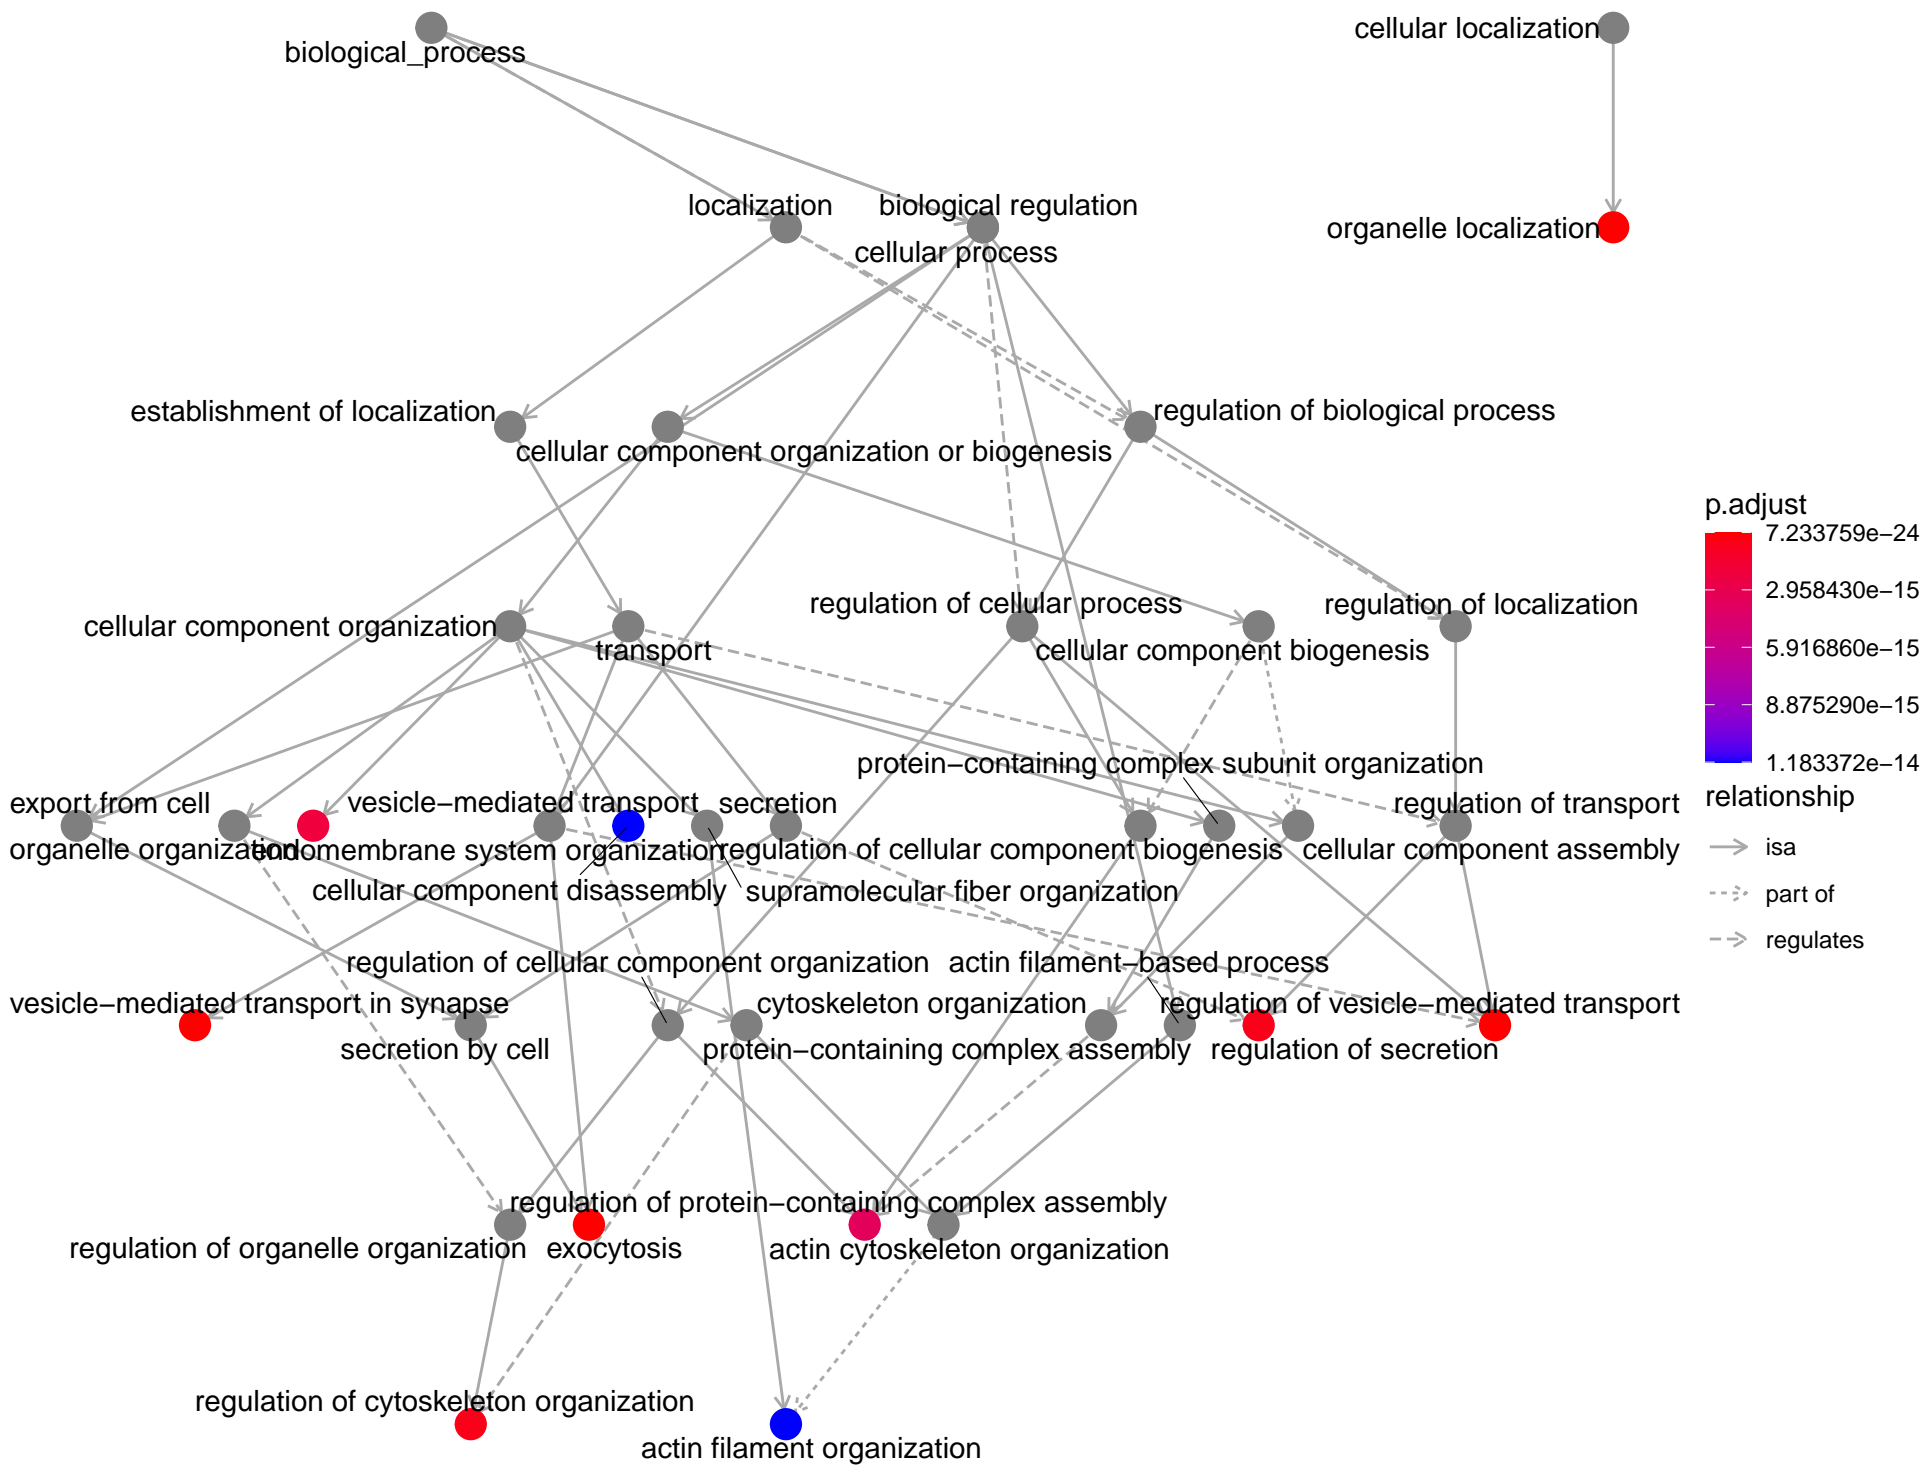 cellular localization
biological_process
localization
biological regulation
organelle localization
cellular process
establishment of localization
regulation of biological process
cellular component organization or biogenesis
p.adjust
7.233759e−24
2.958430e−15
5.916860e−15
8.875290e−15
1.183372e−14
relationship
isa
part of
regulates
regulation of cellular process
regulation of localization
cellular component organization
transport
cellular component biogenesis
protein−containing complex subunit organization
export from cell
vesicle−mediated transport
secretion
regulation of transport
organelle organization
endomembrane system organization
regulation of cellular component biogenesis
cellular component assembly
cellular component disassembly
supramolecular fiber organization
regulation of cellular component organization
actin filament−based process
vesicle−mediated transport in synapse
cytoskeleton organization
regulation of vesicle−mediated transport
secretion by cell
protein−containing complex assembly
regulation of secretion
regulation of protein−containing complex assembly
regulation of organelle organization
exocytosis
actin cytoskeleton organization
regulation of cytoskeleton organization
actin filament organization